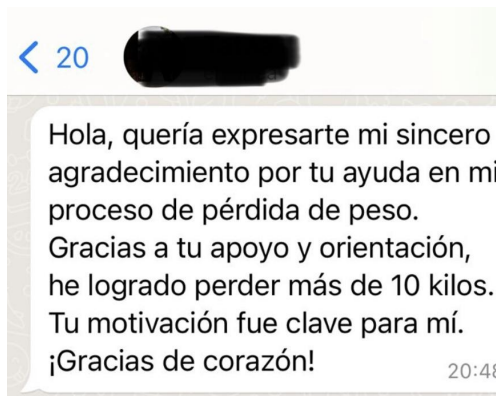 20
Hola, quería expresarte mi sincero
agradecimiento por tu ayuda en mi
proceso de pérdida de peso.
Gracias a tu apoyo y orientación,
he logrado perder más de 10 kilos.
Tu motivación fue clave para mí.
¡Gracias de corazón!
20:48